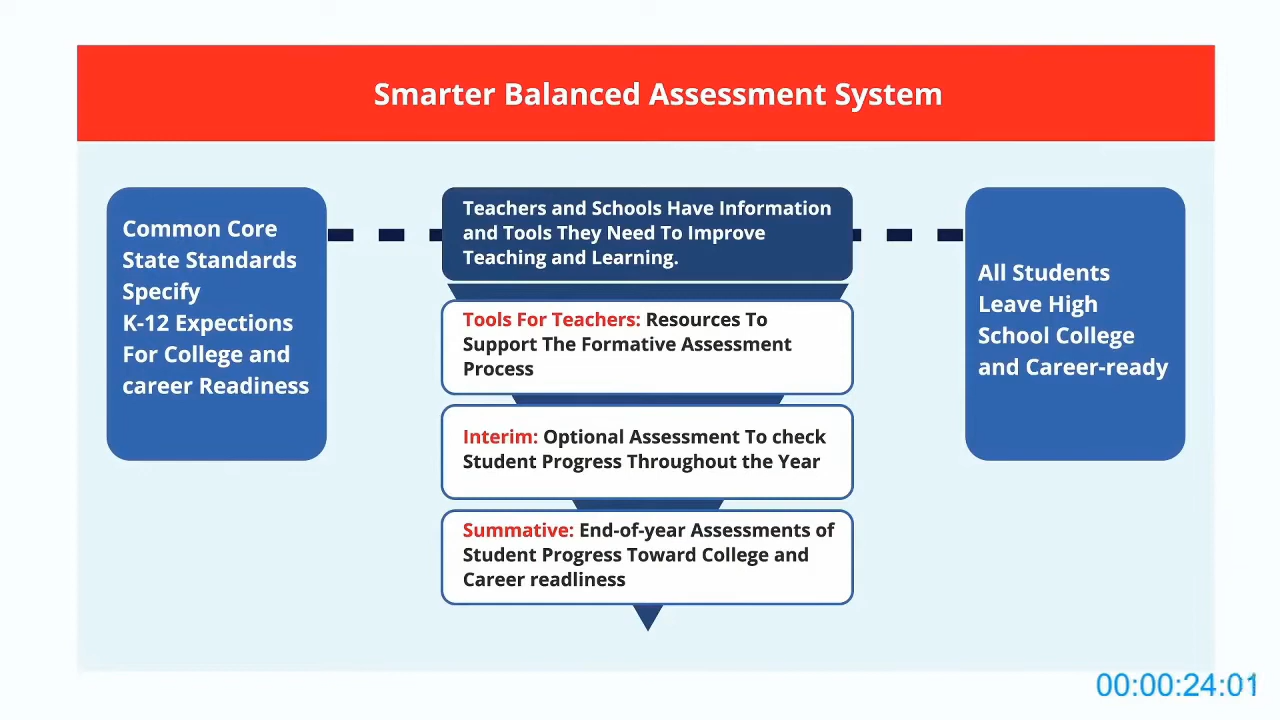 Smarter Balanced Assessment System
Common Core
State Standards
Specify
K-12 Expections
For College and
career Readiness
Teachers and Schools Have Information
and Tools They Need To Improve
Teaching and Learning.
Tools For Teachers: Resources To
Support The Formative Assessment
Process
Interim: Optional Assessment To check
Student Progress Throughout the Year
Summative: End-of-year Assessments of
Student Progress Toward College and
Career readliness
All Students
Leave High
School College
and Career-ready
00:00:24:01